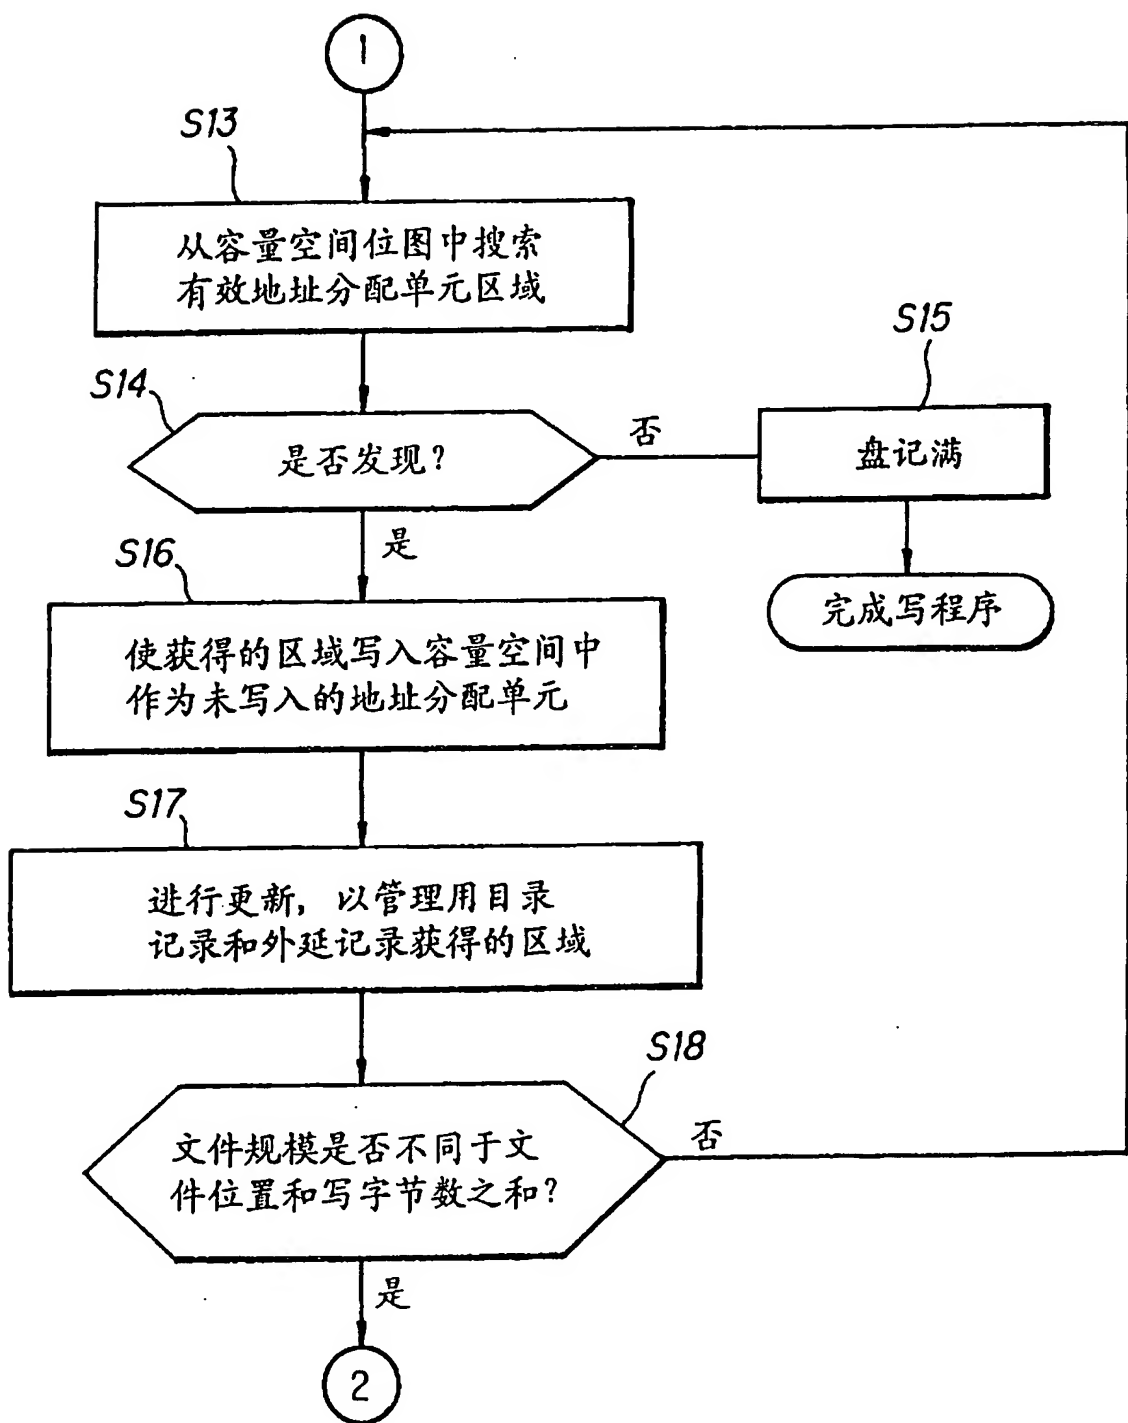 1
S13
从容量空间位图中搜索
有效地址分配单元区域
S14
是否发现？
否
S15
盘记满
完成写程序
是
S16
使获得的区域写入容量空间中
作为未写入的地址分配单元
S17
进行更新，以管理用目录
记录和外延记录获得的区域
S18
文件规模是否不同于文
件位置和写字节数之和？
否
是
2